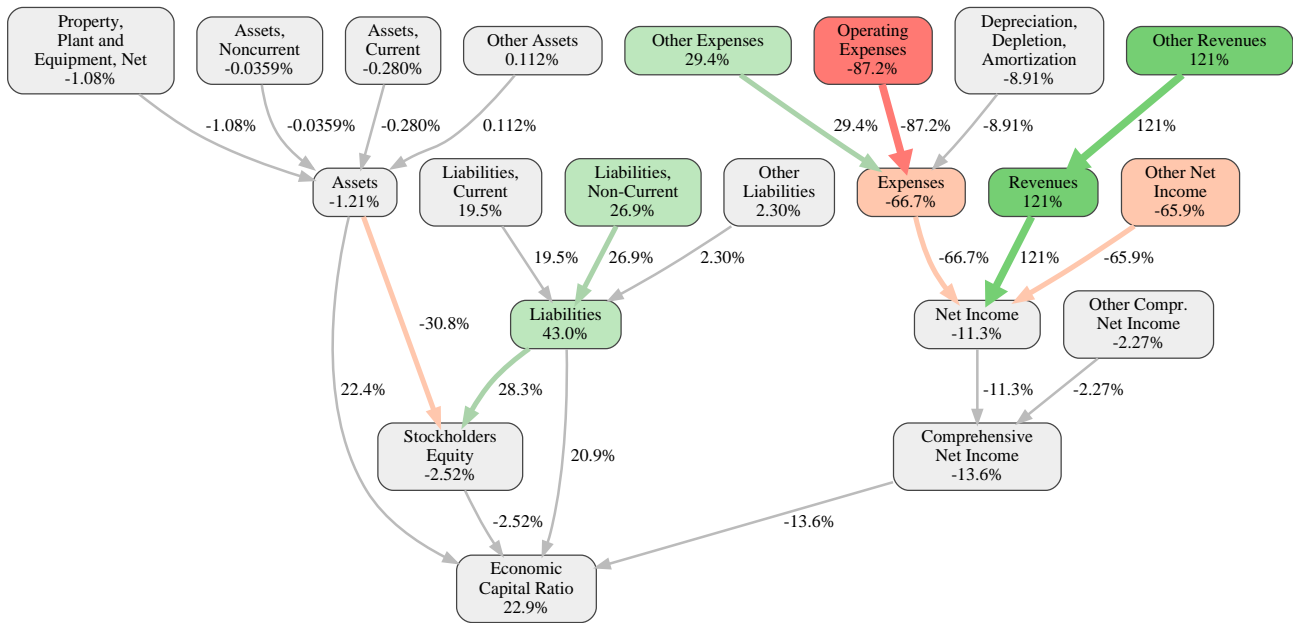 Property,
Plant and
Equipment, Net
-1.08%
Assets,
Noncurrent
-0.0359%
Assets,
Current
-0.280%
Other Assets
0.112%
Other Expenses
29.4%
Operating
Expenses
-87.2%
Depreciation,
Depletion,
Amortization
-8.91%
Other Revenues
121%
-1.08%
-0.0359%
-0.280%
0.112%
29.4%
-87.2%
-8.91%
121%
Assets
-1.21%
Liabilities,
Current
19.5%
Liabilities,
Non-Current
26.9%
Other
Liabilities
2.30%
Expenses
-66.7%
Revenues
121%
Other Net
Income
-65.9%
19.5%
26.9%
2.30%
-66.7%
121%
-65.9%
-30.8%
Liabilities
43.0%
Net Income
-11.3%
Other Compr.
Net Income
-2.27%
22.4%
28.3%
-11.3%
-2.27%
Stockholders
Equity
-2.52%
20.9%
Comprehensive
Net Income
-13.6%
-2.52%
-13.6%
Economic
Capital Ratio
22.9%